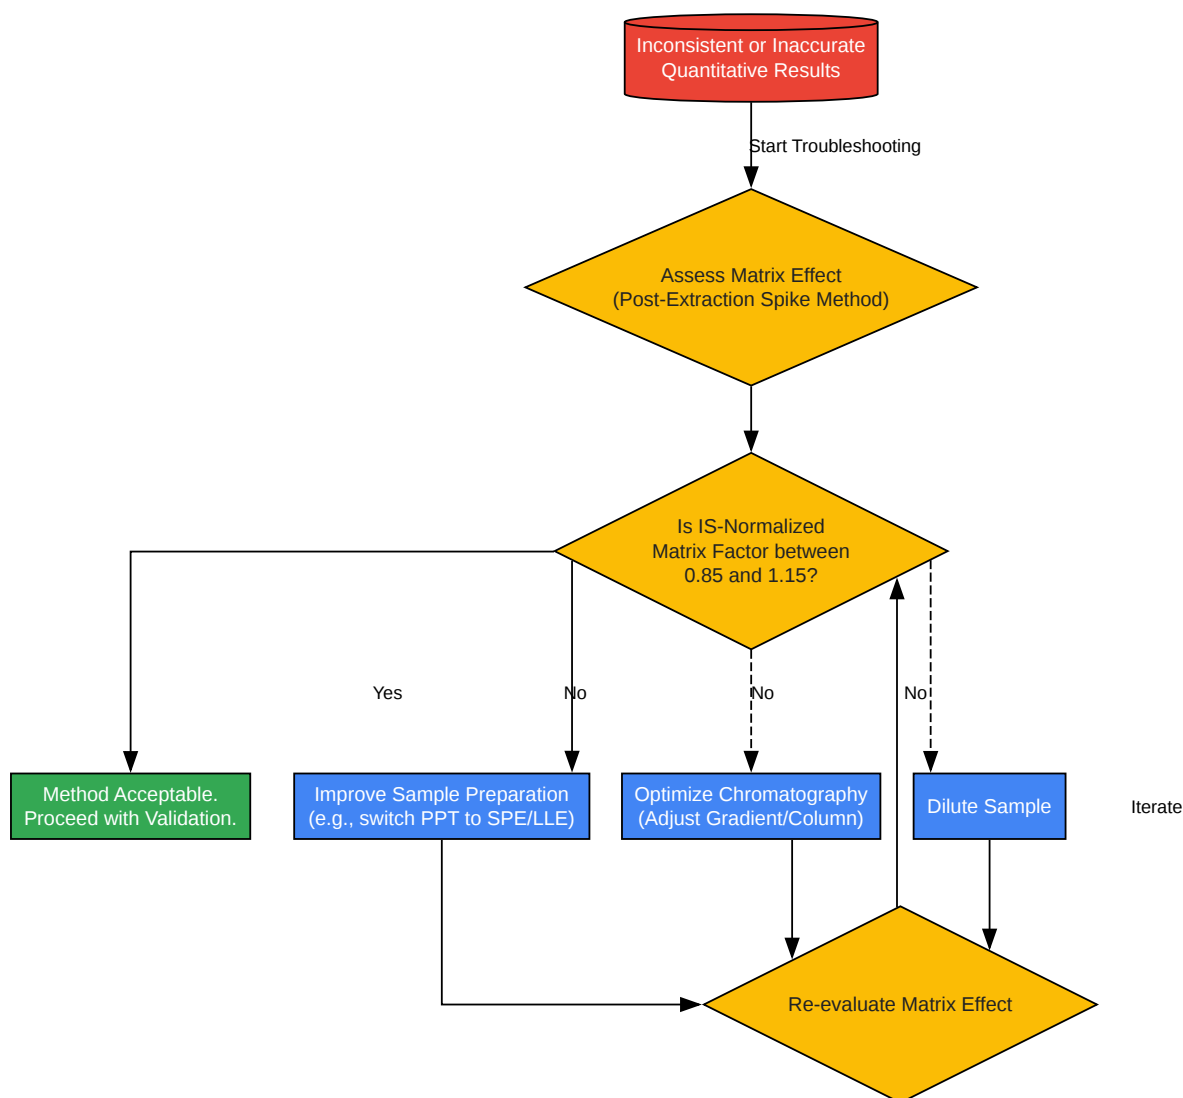 Inconsistent or Inaccurate
Quantitative Results
Start Troubleshooting
Assess Matrix Effect
(Post-Extraction Spike Method)
Is IS-Normalized
Matrix Factor between
0.85 and 1.15?
Yes
No
No
No
Method Acceptable.
Proceed with Validation.
Improve Sample Preparation
(e.g., switch PPT to SPE/LLE)
Optimize Chromatography
(Adjust Gradient/Column)
Dilute Sample
Iterate
Re-evaluate Matrix Effect